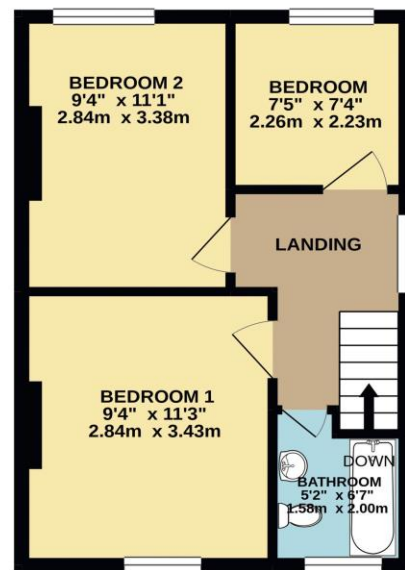 BEDROOM 2
9'4" x 11'1"
2.84m x 3.38m
BEDROOM
7'5" x 7'4"
2.26m x 2.23m
LANDING
BEDROOM 1
9'4" x 11'3"
2.84m x 3.43m
DOWN
BATHROOM
5'2" x 6'7"
1.58m x 2.00m